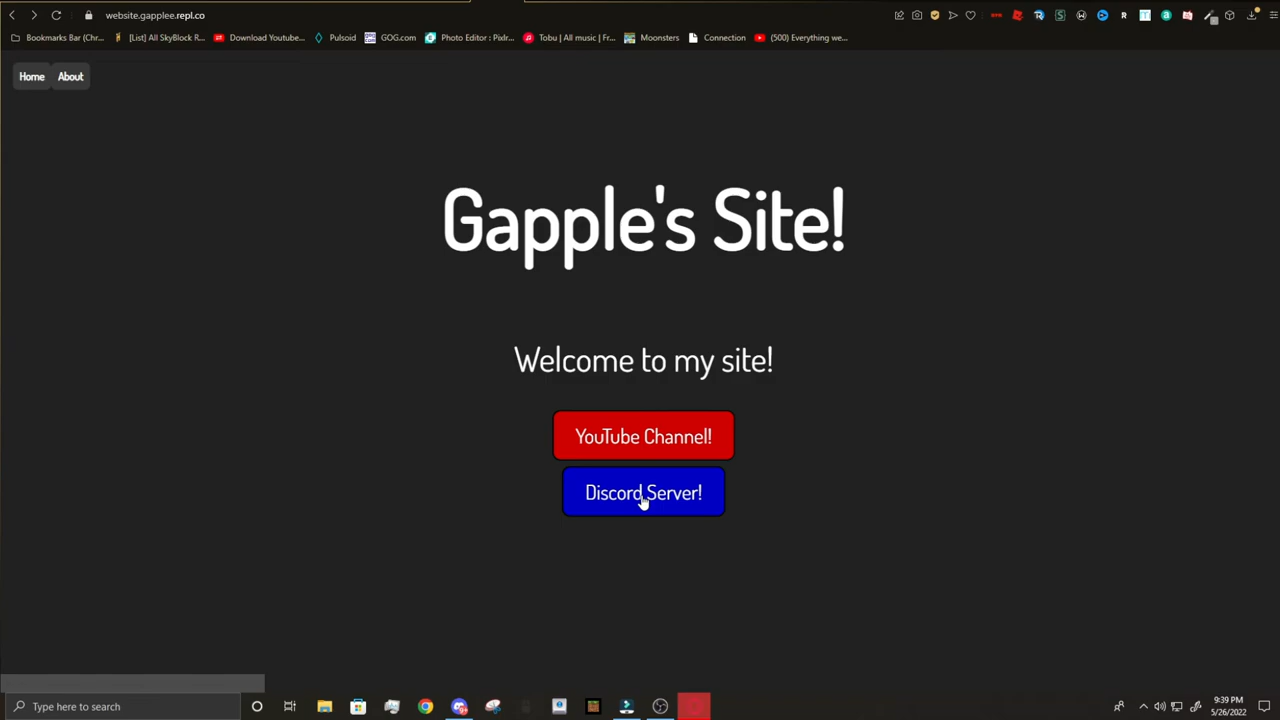 website.gapplee.repl.co
Bookmarks Bar (Chr...
[List] All SkyBlock R...
Download Youtube...
Pulsoid
GOG.com
Photo Editor : Pixlr...
Tobu | All music | Fr...
Moonsters
Connection
(500) Everything we...
Home
About
Gapple's Site!
Welcome to my site!
YouTube Channel!
Discord Server!
Type here to search
9:39 PM
5/26/2022